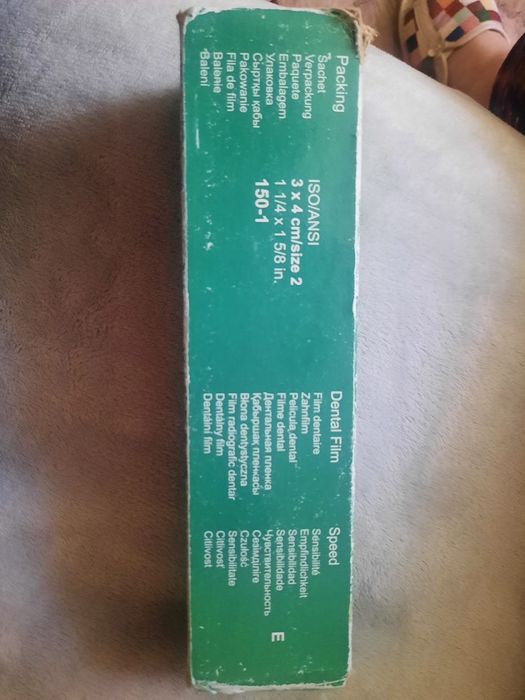 Packing
Sachet
Verpackung
Paquete
Embalagem
Упаковка
Сыртқы қабы
Pakowanie
Fila de film
Balenie
Balení
ISO/ANSI
3 x 4 cm/size 2
1 1/4 x 1 5/8 in.
150-1
Dental Film
Film dentaire
Zahnfilm
Película dental
Filme dental
Дентальная пленка
Қабыршақ пленкасы
Błona dentystyczna
Film radiografic dentar
Dentálny film
Dentální film
Speed
Sensibilité
Empfindlichkeit
Sensibilidad
Sensibilidade
Чувствительность
Сезімділіге
Czułość
Sensibilitate
Citlivosť
Citlivost
E